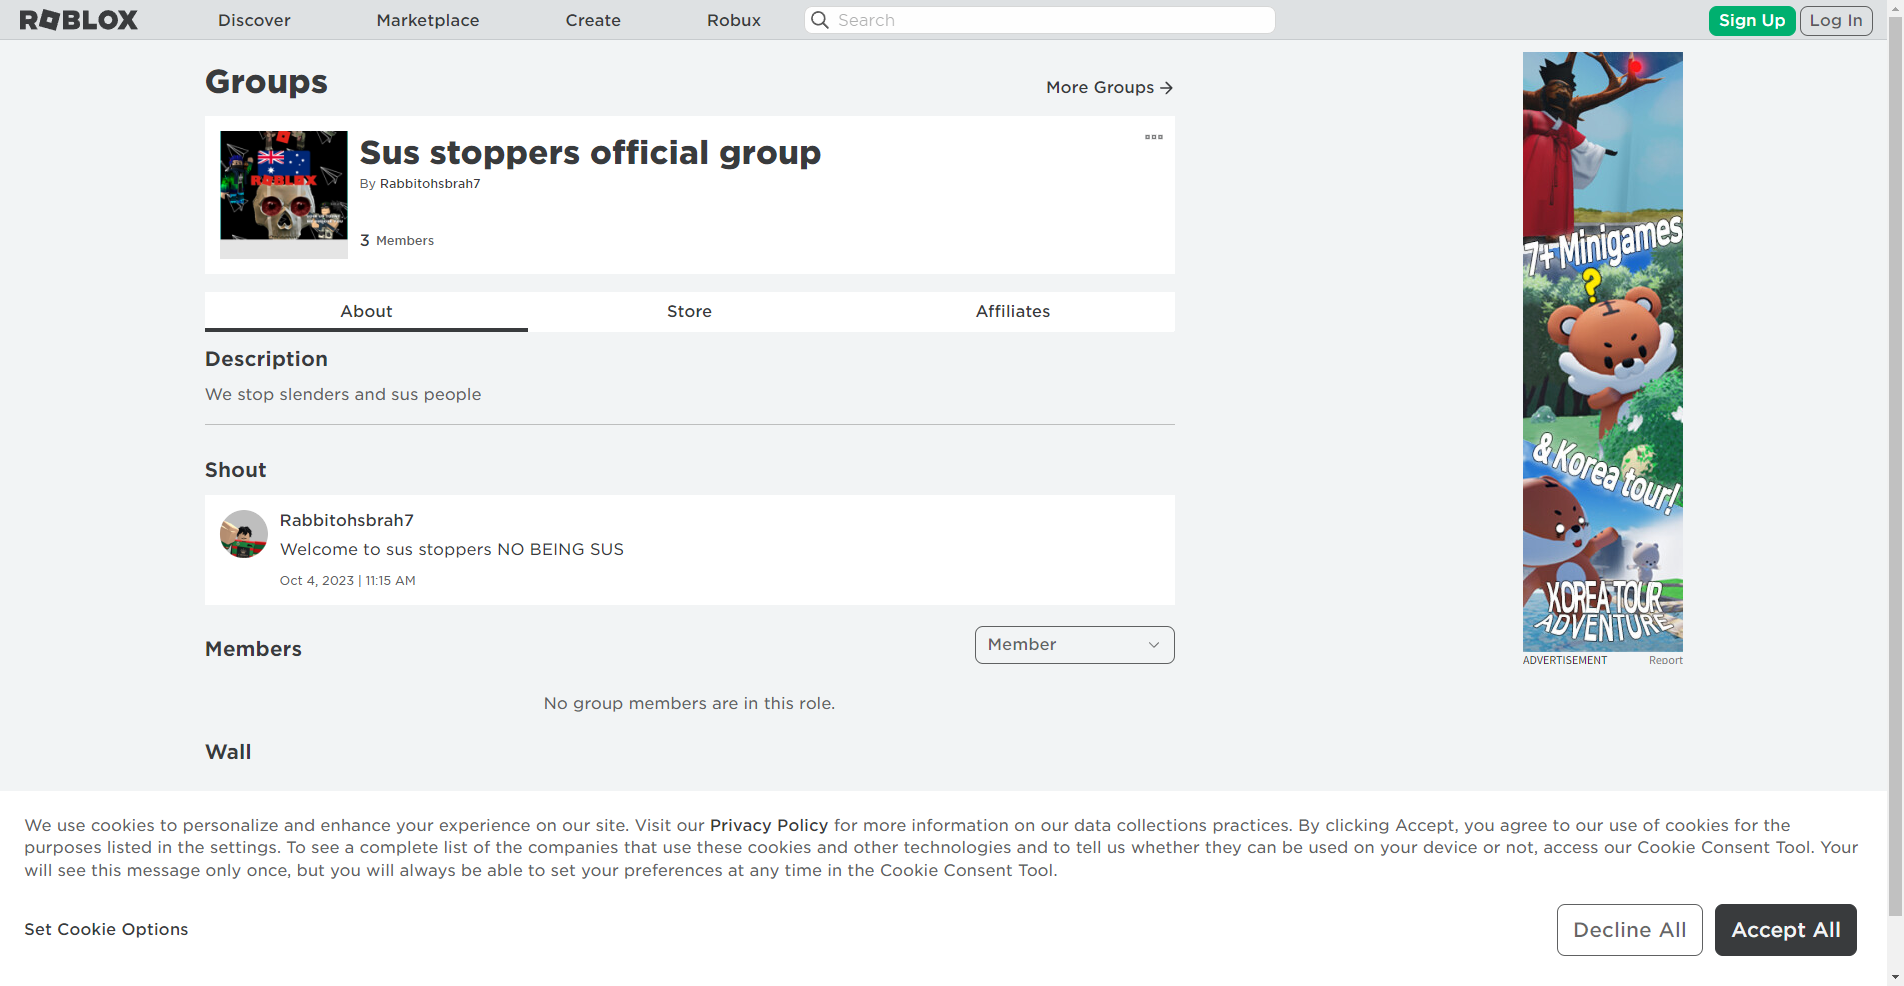 ROBLOX Discover Marketplace Create Robux Search Sign Up Log In
Groups
More Groups →
ROBLOX
Sus stoppers official group
By Rabbitohsbrah7
3 Members
About Store Affiliates
Description
We stop slenders and sus people
Shout
Rabbitohsbrah7
Welcome to sus stoppers NO BEING SUS
Oct 4, 2023 | 11:15 AM
Members
Member
No group members are in this role.
Wall
7+ Minigames
?
& Korea tour!
KOREA TOUR
ADVENTURE
ADVERTISEMENT Report
We use cookies to personalize and enhance your experience on our site. Visit our Privacy Policy for more information on our data collections practices. By clicking Accept, you agree to our use of cookies for the
purposes listed in the settings. To see a complete list of the companies that use these cookies and other technologies and to tell us whether they can be used on your device or not, access our Cookie Consent Tool. Your
will see this message only once, but you will always be able to set your preferences at any time in the Cookie Consent Tool.
Set Cookie Options
Decline All
Accept All